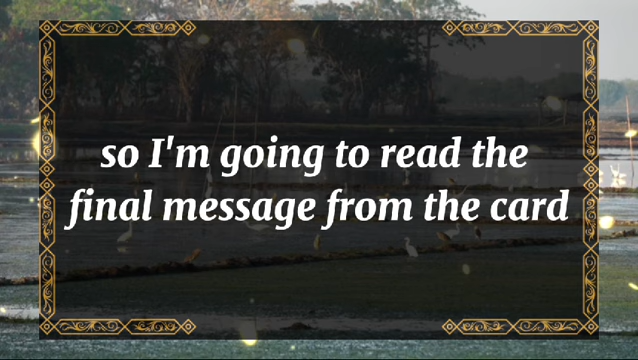 so I'm going to read the
final message from the card